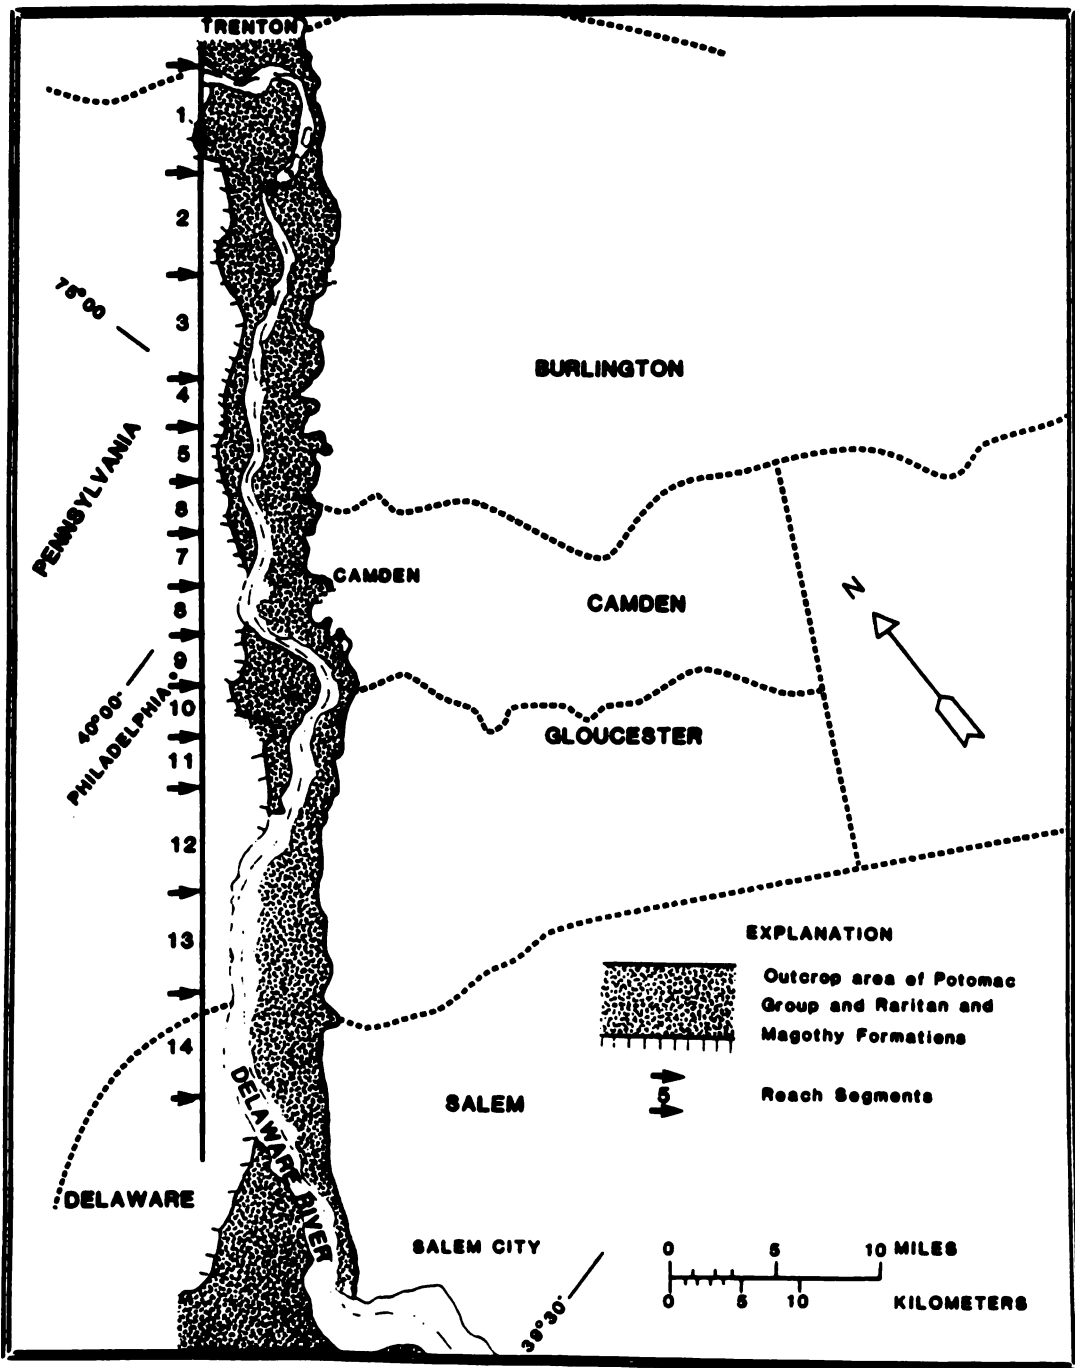 TRENTON
1
2
75°00
3
BURLINGTON
4
PENNSYLVANIA
5
6
7
CAMDEN
CAMDEN
8
N
9
40°00'
PHILADELPHIA
10
GLOUCESTER
11
12
EXPLANATION
13
Outcrop area of Potomac
Group and Raritan and
Magothy Formations
14
5
Reach Segments
SALEM
DELAWARE RIVER
DELAWARE
SALEM CITY
0 5 10 MILES
0 5 10 KILOMETERS
39°30'